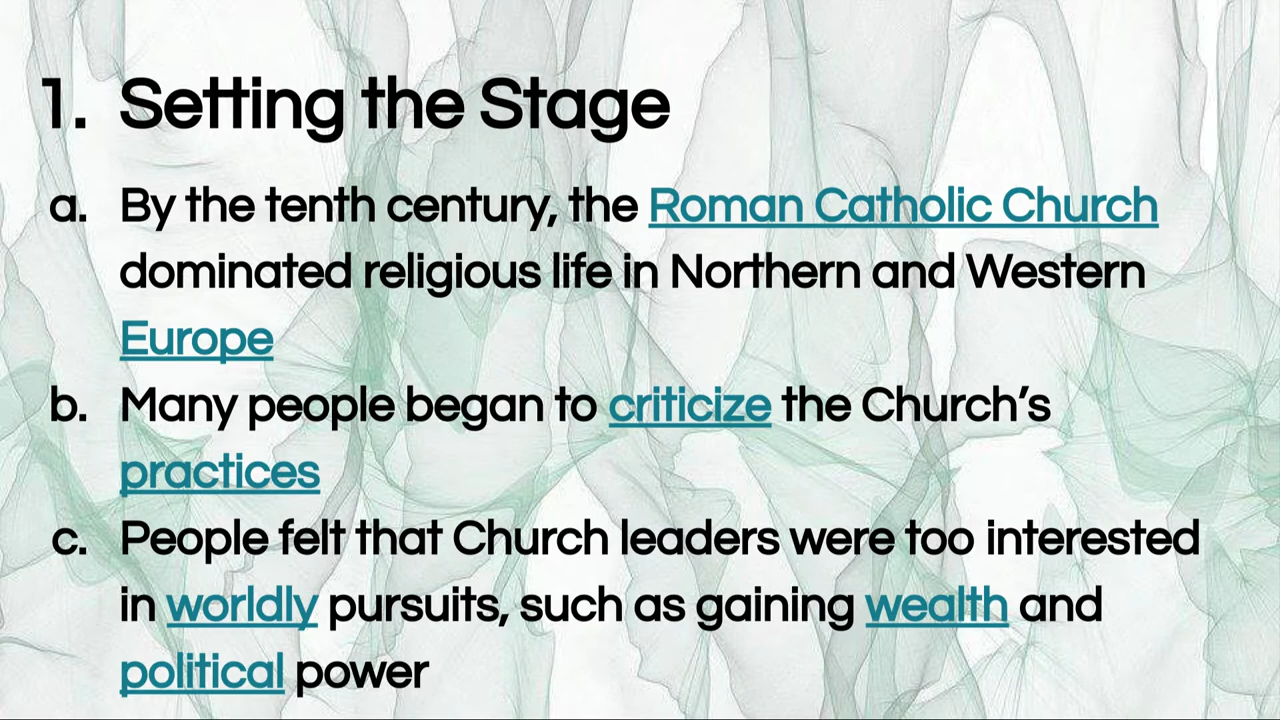 1. Setting the Stage
a. By the tenth century, the Roman Catholic Church
dominated religious life in Northern and Western
Europe
b. Many people began to criticize the Church’s
practices
c. People felt that Church leaders were too interested
in worldly pursuits, such as gaining wealth and
political power